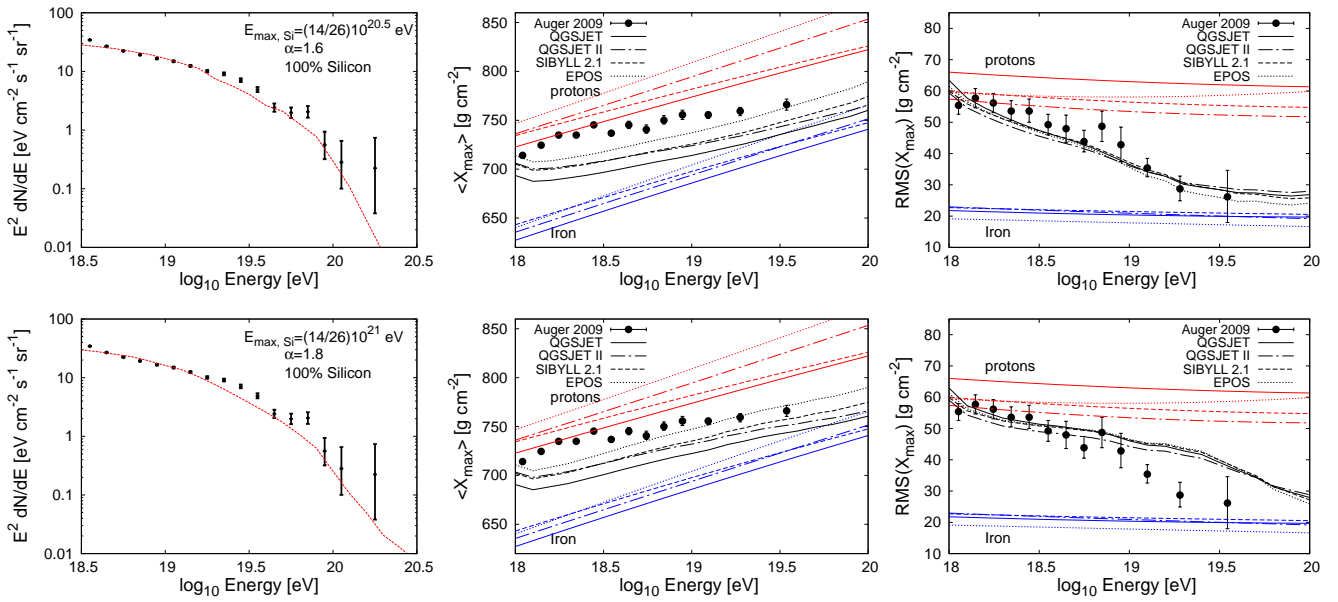 E² dN/dE [eV cm⁻² s⁻¹ sr⁻¹]
100
10
1
0.1
0.01
E_max, Si=(14/26)10^20.5 eV
α=1.6
100% Silicon
18.5 19 19.5 20 20.5
log₁₀ Energy [eV]
<X_max> [g cm⁻²]
850
800
750
700
650
Auger 2009
QGSJET
QGSJET II
SIBYLL 2.1
EPOS
protons
Iron
18 18.5 19 19.5 20
log₁₀ Energy [eV]
RMS(X_max) [g cm⁻²]
80
70
60
50
40
30
20
10
Auger 2009
QGSJET
QGSJET II
SIBYLL 2.1
EPOS
protons
Iron
18 18.5 19 19.5 20
log₁₀ Energy [eV]
E² dN/dE [eV cm⁻² s⁻¹ sr⁻¹]
100
10
1
0.1
0.01
E_max, Si=(14/26)10^21 eV
α=1.8
100% Silicon
18.5 19 19.5 20 20.5
log₁₀ Energy [eV]
<X_max> [g cm⁻²]
850
800
750
700
650
Auger 2009
QGSJET
QGSJET II
SIBYLL 2.1
EPOS
protons
Iron
18 18.5 19 19.5 20
log₁₀ Energy [eV]
RMS(X_max) [g cm⁻²]
80
70
60
50
40
30
20
10
Auger 2009
QGSJET
QGSJET II
SIBYLL 2.1
EPOS
protons
Iron
18 18.5 19 19.5 20
log₁₀ Energy [eV]